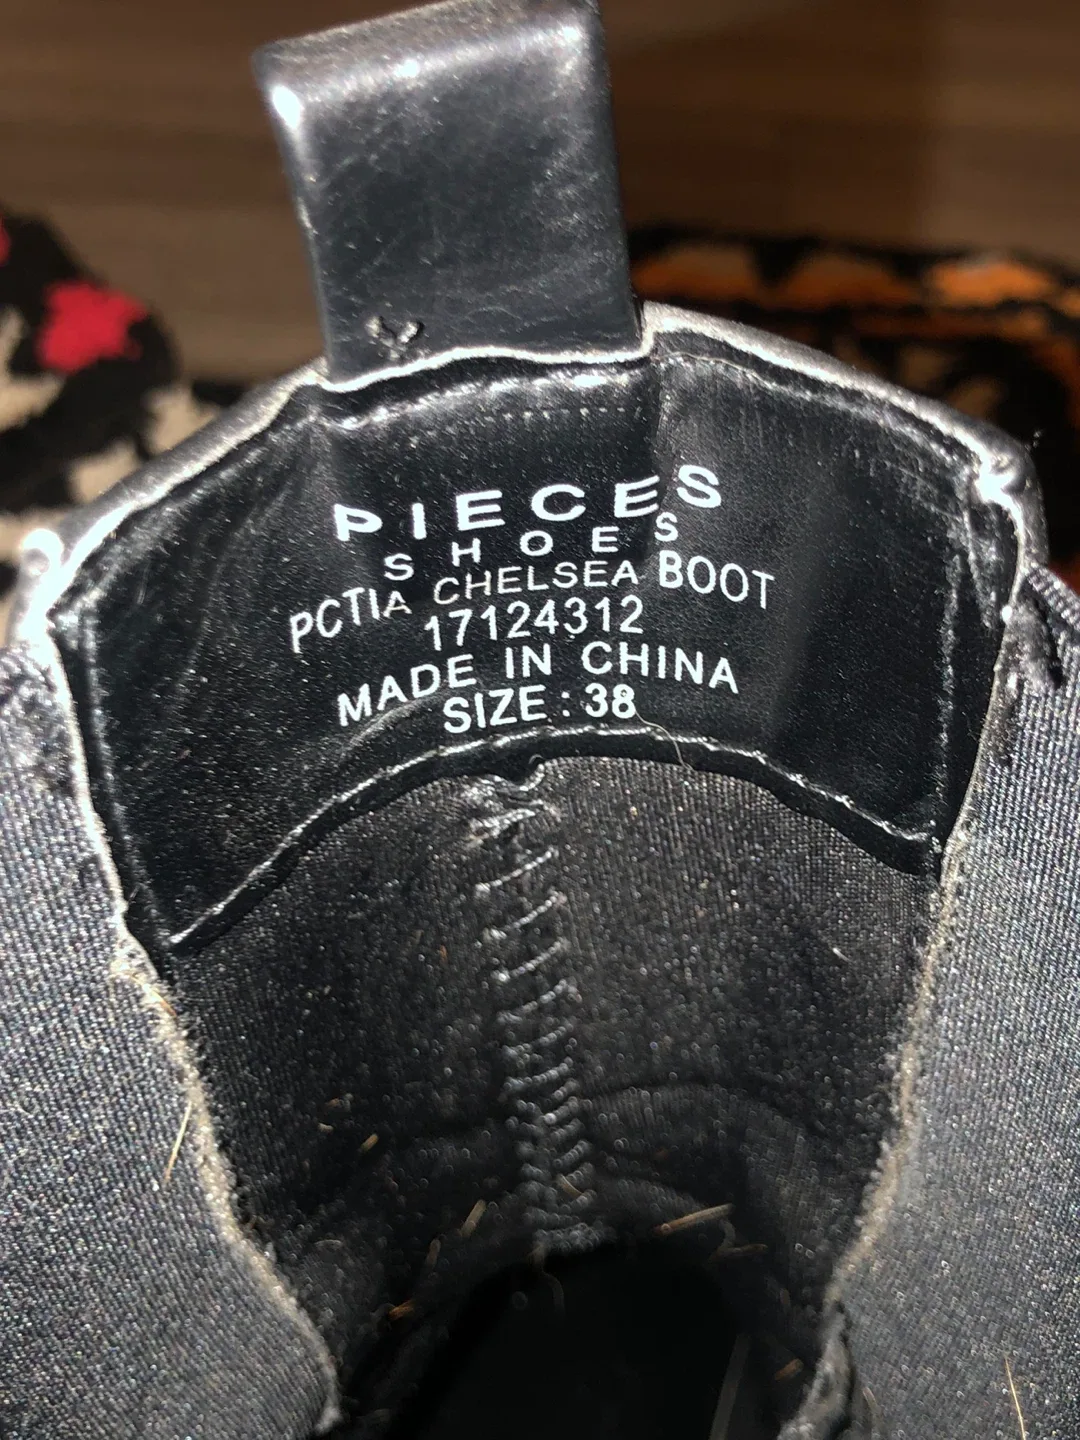 PIECES
SHOES
PCTIA CHELSEA BOOT
17124312
MADE IN CHINA
SIZE : 38